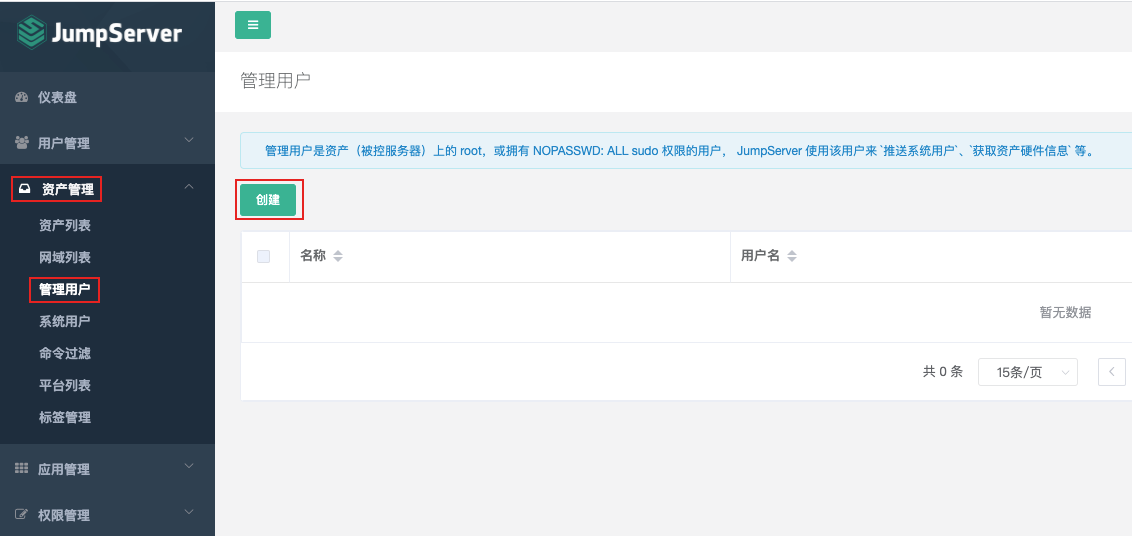 JumpServer
仪表盘
用户管理
资产管理
资产列表
网域列表
管理用户
系统用户
命令过滤
平台列表
标签管理
应用管理
权限管理
管理用户
管理用户是资产（被控服务器）上的 root，或拥有 NOPASSWD: ALL sudo 权限的用户， JumpServer 使用该用户来 `推送系统用户`、`获取资产硬件信息` 等。
创建
名称 用户名
暂无数据
共 0 条 15条/页